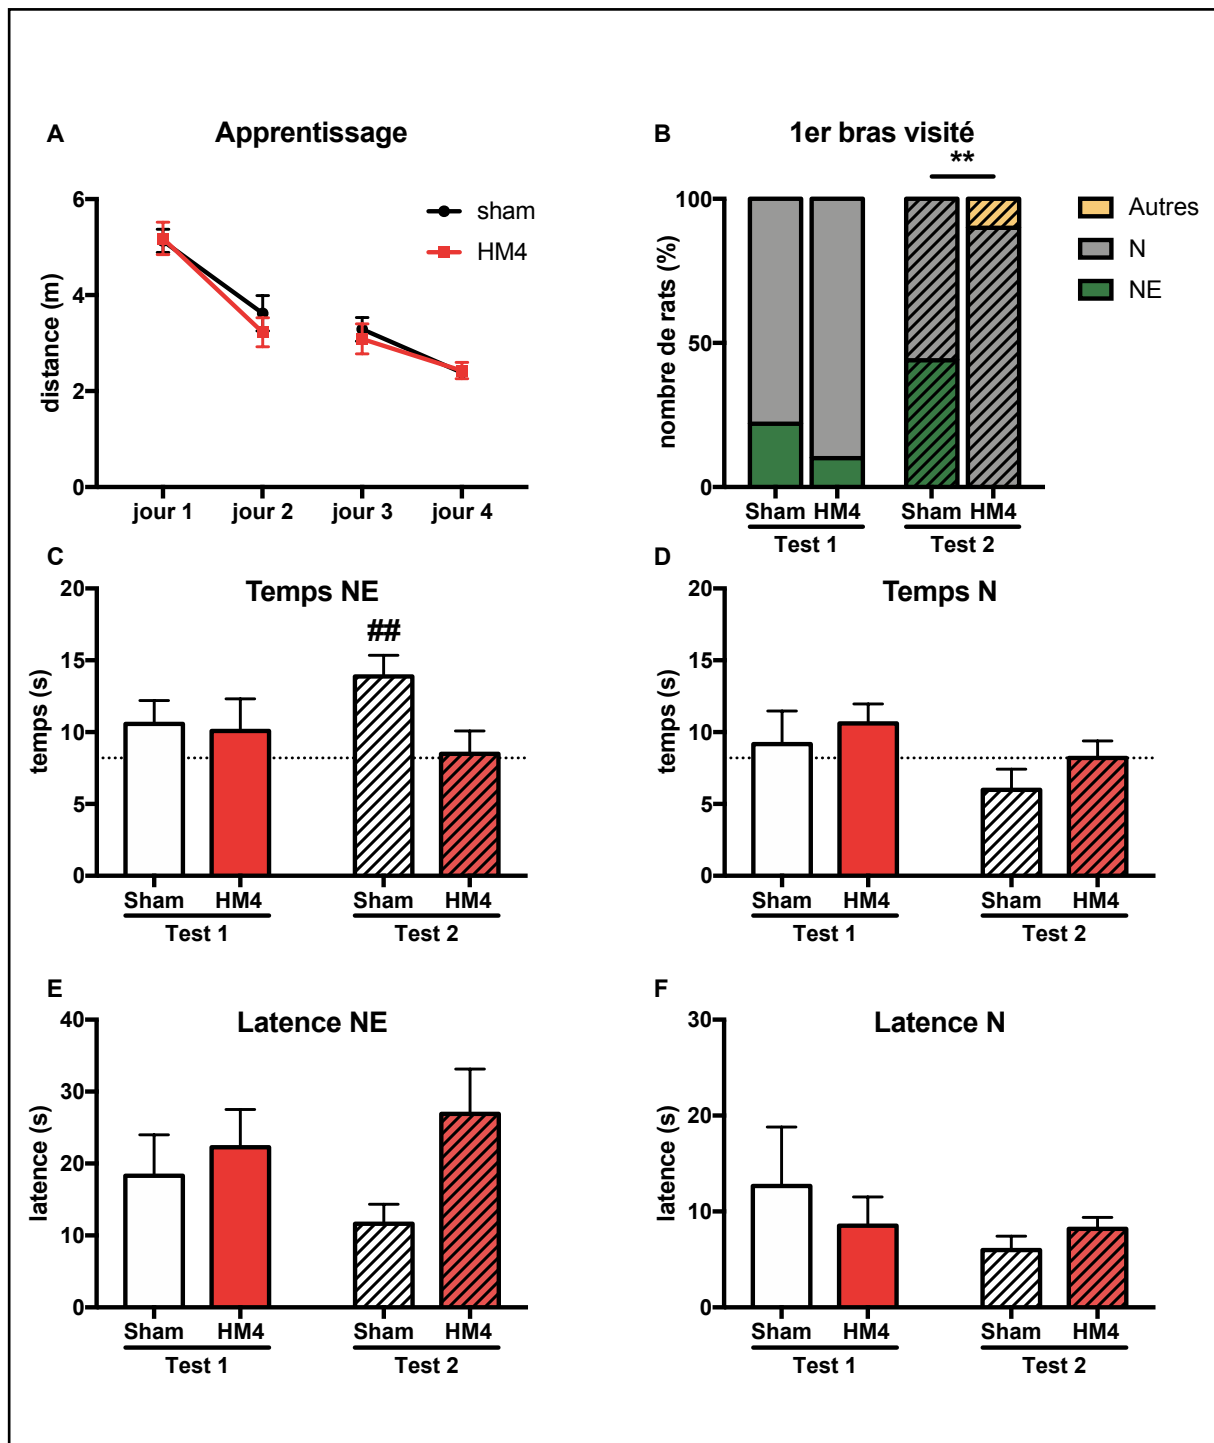 A Apprentissage
6
4
2
0
distance (m)
sham
HM4
jour 1 jour 2 jour 3 jour 4
B 1er bras visité
**
100
50
0
nombre de rats (%)
Autres
N
NE
Sham HM4 Sham HM4
Test 1 Test 2
C Temps NE
20
15
10
5
0
temps (s)
##
Sham HM4 Sham HM4
Test 1 Test 2
D Temps N
20
15
10
5
0
temps (s)
Sham HM4 Sham HM4
Test 1 Test 2
E Latence NE
40
30
20
10
0
latence (s)
Sham HM4 Sham HM4
Test 1 Test 2
F Latence N
30
20
10
0
latence (s)
Sham HM4 Sham HM4
Test 1 Test 2